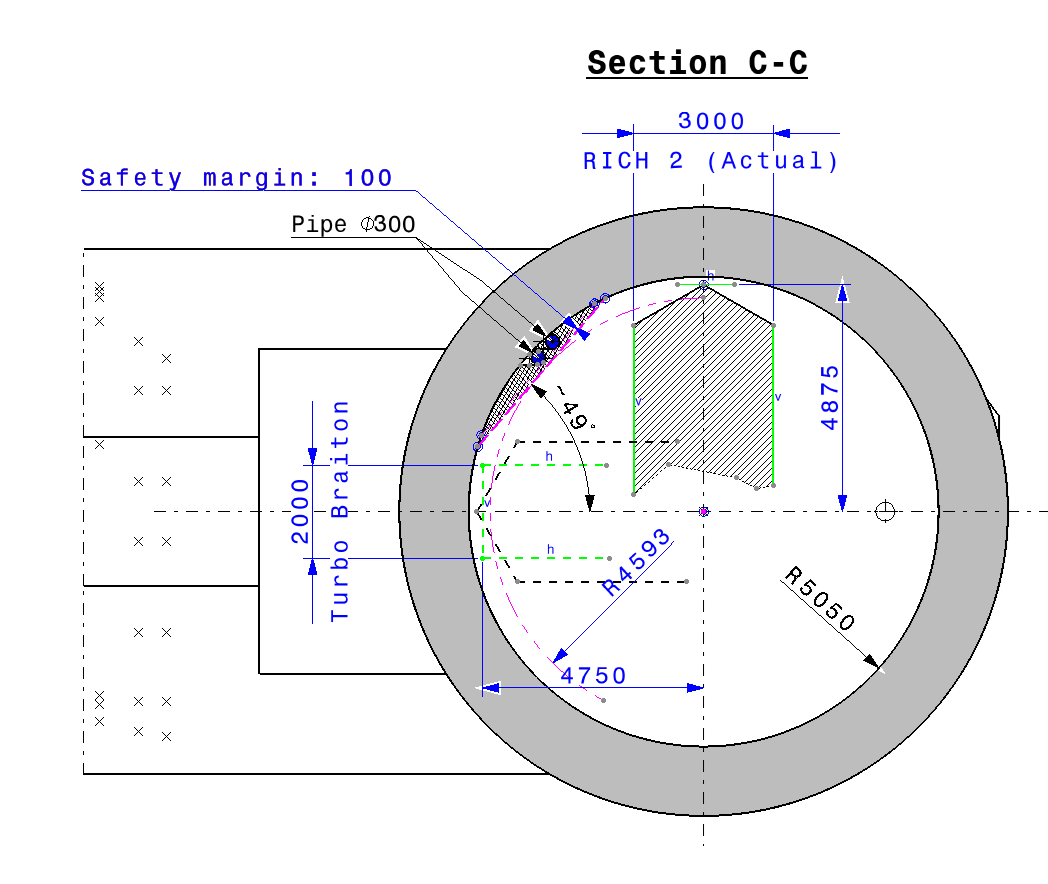 Section C-C
3000
RICH 2 (Actual)
Safety margin: 100
Pipe ⌀300
h
~49°
v
v
4875
h
v
2000
Turbo Braiton
h
R4593
R5050
4750